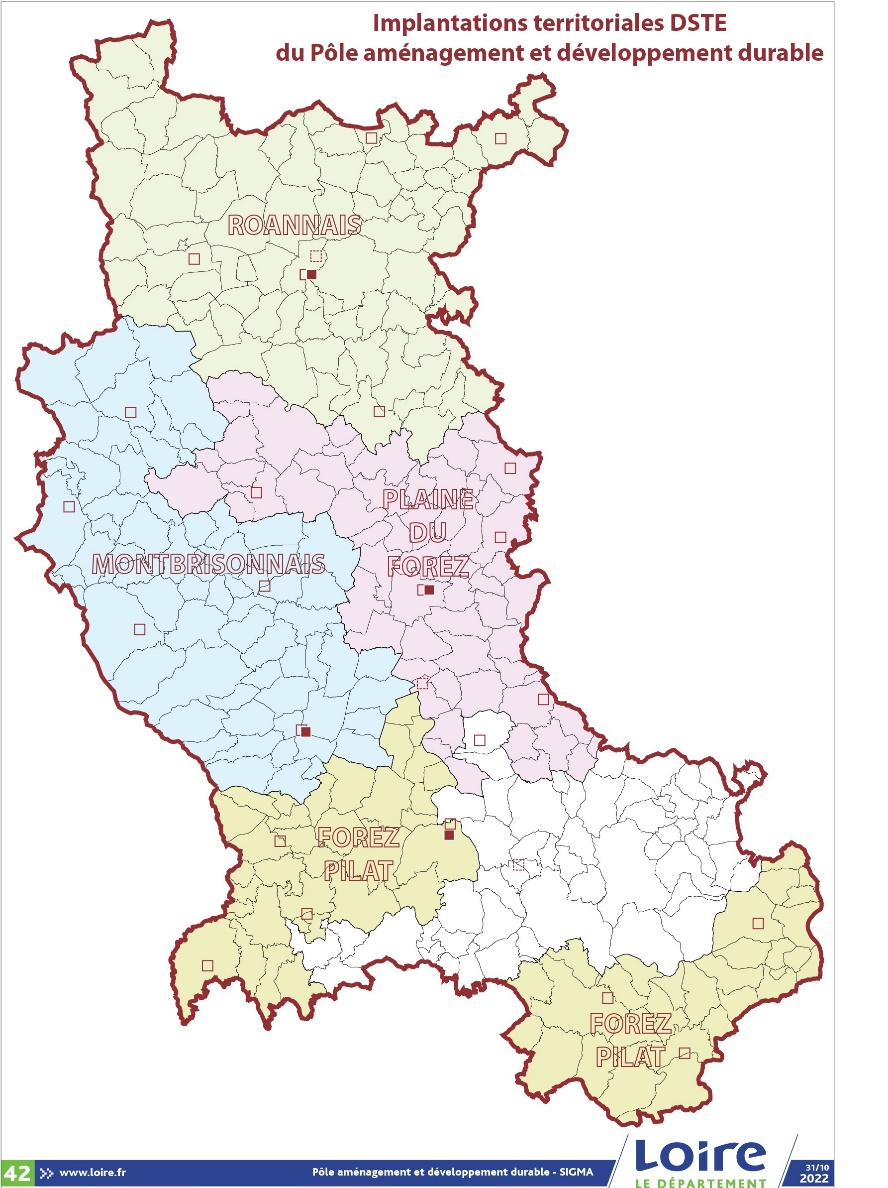 Implantations territoriales DSTE
du Pôle aménagement et développement durable
ROANNAIS
PLAINE
DU
FOREZ
MONTBRISONNAIS
FOREZ
PILAT
FOREZ
PILAT
42 www.loire.fr
Pôle aménagement et développement durable - SIGMA
Loire
LE DÉPARTEMENT
31/10
2022